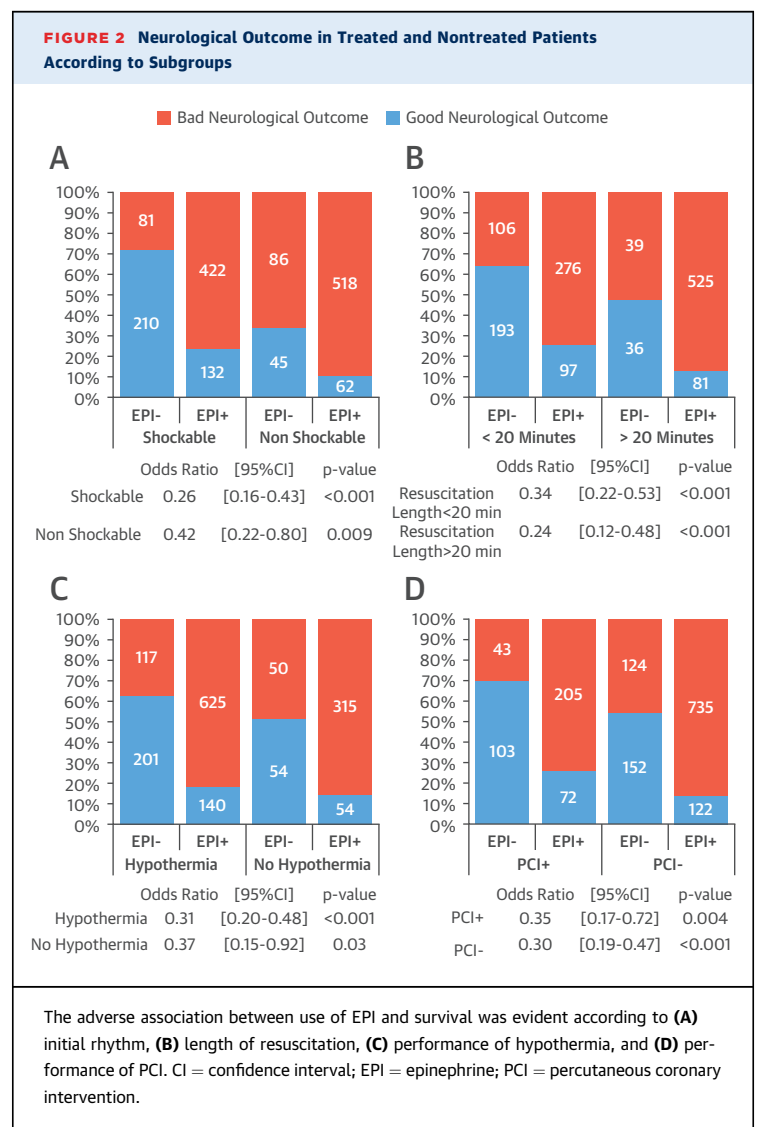 FIGURE 2 Neurological Outcome in Treated and Nontreated Patients
According to Subgroups
Bad Neurological Outcome Good Neurological Outcome
A
100%
90%
80%
70%
60%
50%
40%
30%
20%
10%
0%
81
210
422
132
86
45
518
62
EPI- EPI+ EPI- EPI+
Shockable Non Shockable
Odds Ratio [95%CI] p-value
Shockable 0.26 [0.16-0.43] <0.001
Non Shockable 0.42 [0.22-0.80] 0.009
B
100%
90%
80%
70%
60%
50%
40%
30%
20%
10%
0%
106
193
276
97
39
36
525
81
EPI- EPI+ EPI- EPI+
< 20 Minutes > 20 Minutes
Odds Ratio [95%CI] p-value
Resuscitation 0.34 [0.22-0.53] <0.001
Length<20 min
Resuscitation 0.24 [0.12-0.48] <0.001
Length>20 min
C
100%
90%
80%
70%
60%
50%
40%
30%
20%
10%
0%
117
201
625
140
50
54
315
54
EPI- EPI+ EPI- EPI+
Hypothermia No Hypothermia
Odds Ratio [95%CI] p-value
Hypothermia 0.31 [0.20-0.48] <0.001
No Hypothermia 0.37 [0.15-0.92] 0.03
D
100%
90%
80%
70%
60%
50%
40%
30%
20%
10%
0%
43
103
205
72
124
152
735
122
EPI- EPI+ EPI- EPI+
PCI+ PCI-
Odds Ratio [95%CI] p-value
PCI+ 0.35 [0.17-0.72] 0.004
PCI- 0.30 [0.19-0.47] <0.001
The adverse association between use of EPI and survival was evident according to (A)
initial rhythm, (B) length of resuscitation, (C) performance of hypothermia, and (D) per-
formance of PCI. CI = confidence interval; EPI = epinephrine; PCI = percutaneous coronary
intervention.